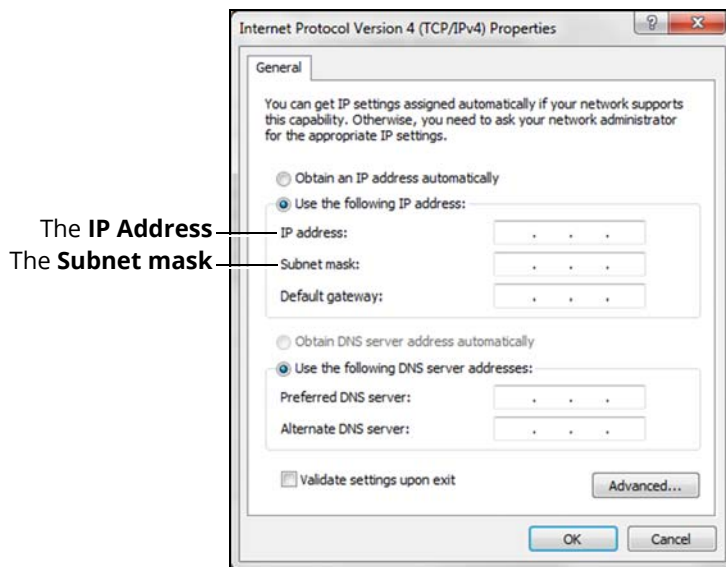 Internet Protocol Version 4 (TCP/IPv4) Properties
General
You can get IP settings assigned automatically if your network supports
this capability. Otherwise, you need to ask your network administrator
for the appropriate IP settings.
Obtain an IP address automatically
Use the following IP address:
The IP Address
IP address:
The Subnet mask
Subnet mask:
Default gateway:
Obtain DNS server address automatically
Use the following DNS server addresses:
Preferred DNS server:
Alternate DNS server:
Validate settings upon exit
Advanced...
OK Cancel